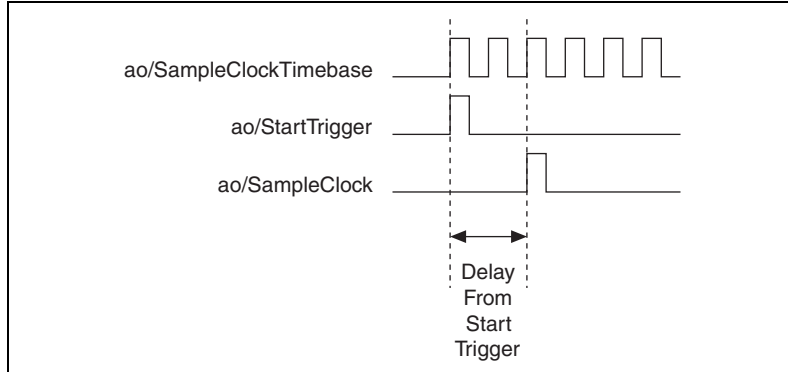 ao/SampleClockTimebase
ao/StartTrigger
ao/SampleClock
Delay
From
Start
Trigger